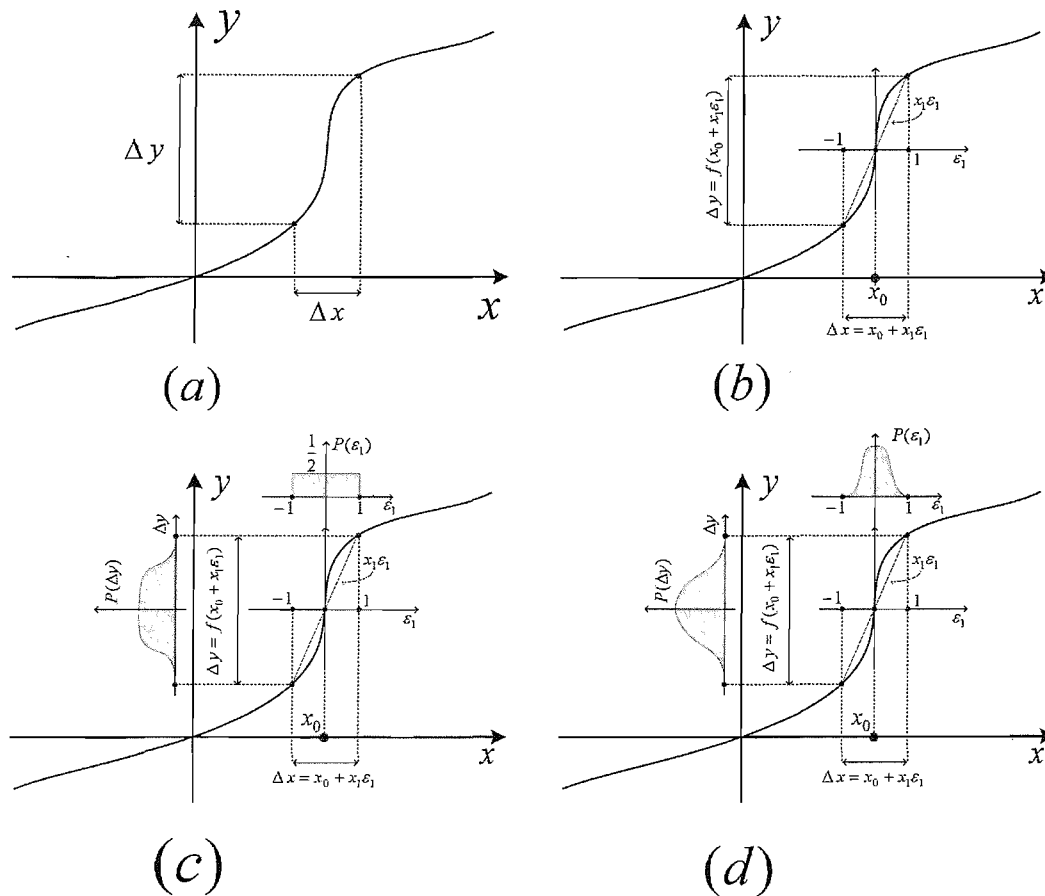 y
Δy
Δx
x
(a)
y
Δy = f(x₀ + x₁ε₁)
x₁ε₁
-1
1
ε₁
x₀
x
Δx = x₀ + x₁ε₁
(b)
1/2
P(ε₁)
-1
1
ε₁
y
Δy
P(Δy)
Δy = f(x₀ + x₁ε₁)
x₁ε₁
-1
1
ε₁
x₀
x
Δx = x₀ + x₁ε₁
(c)
P(ε₁)
-1
1
ε₁
y
Δy
P(Δy)
Δy = f(x₀ + x₁ε₁)
x₁ε₁
-1
1
ε₁
x₀
x
Δx = x₀ + x₁ε₁
(d)